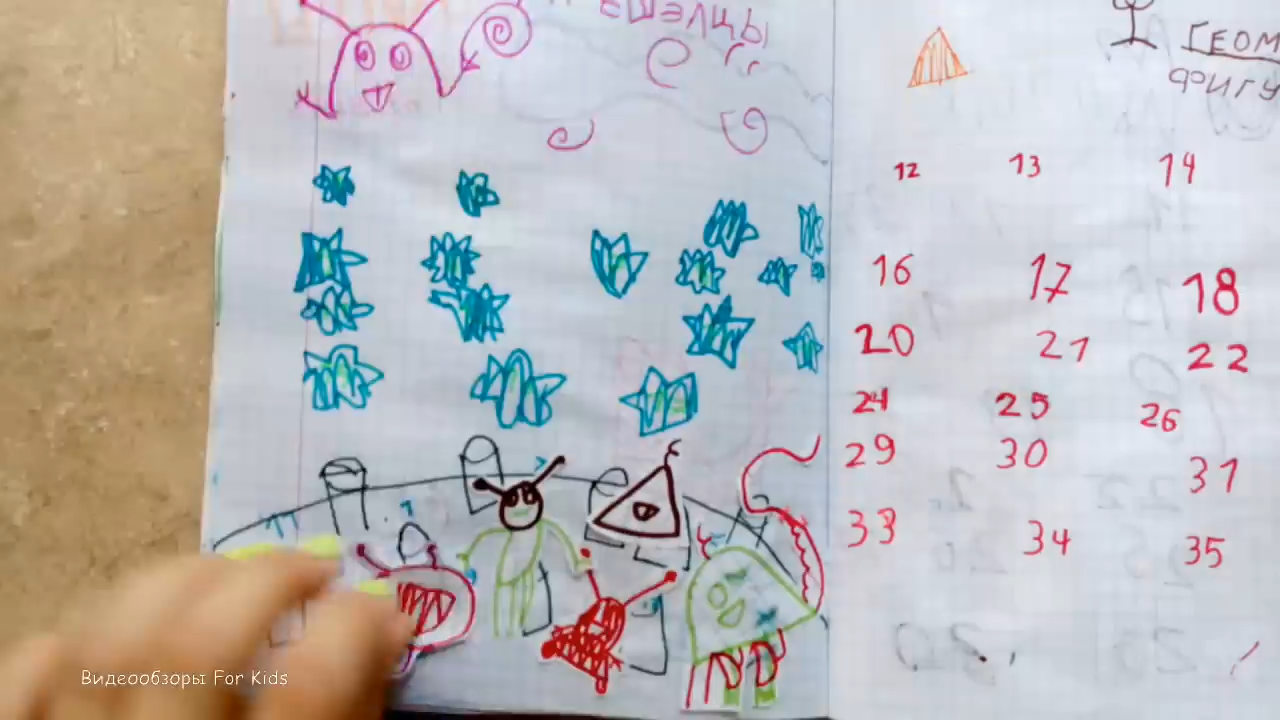 ешэлцы
ГЕОМ
ФИГУ
12 13 14
16 17 18
20 21 22
24 25 26
29 30 31
33 34 35
Видеообзоры For Kids